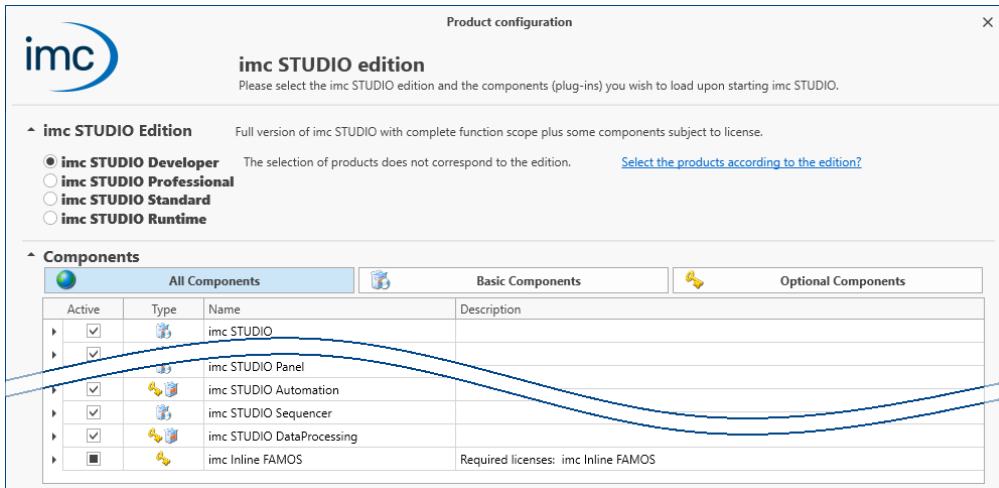 Product configuration
imc
imc STUDIO edition
Please select the imc STUDIO edition and the components (plug-ins) you wish to load upon starting imc STUDIO.
imc STUDIO Edition Full version of imc STUDIO with complete function scope plus some components subject to license.
imc STUDIO Developer The selection of products does not correspond to the edition. Select the products according to the edition?
imc STUDIO Professional
imc STUDIO Standard
imc STUDIO Runtime
Components
All Components Basic Components Optional Components
Active Type Name Description
imc STUDIO
imc STUDIO Panel
imc STUDIO Automation
imc STUDIO Sequencer
imc STUDIO DataProcessing
imc Inline FAMOS Required licenses: imc Inline FAMOS